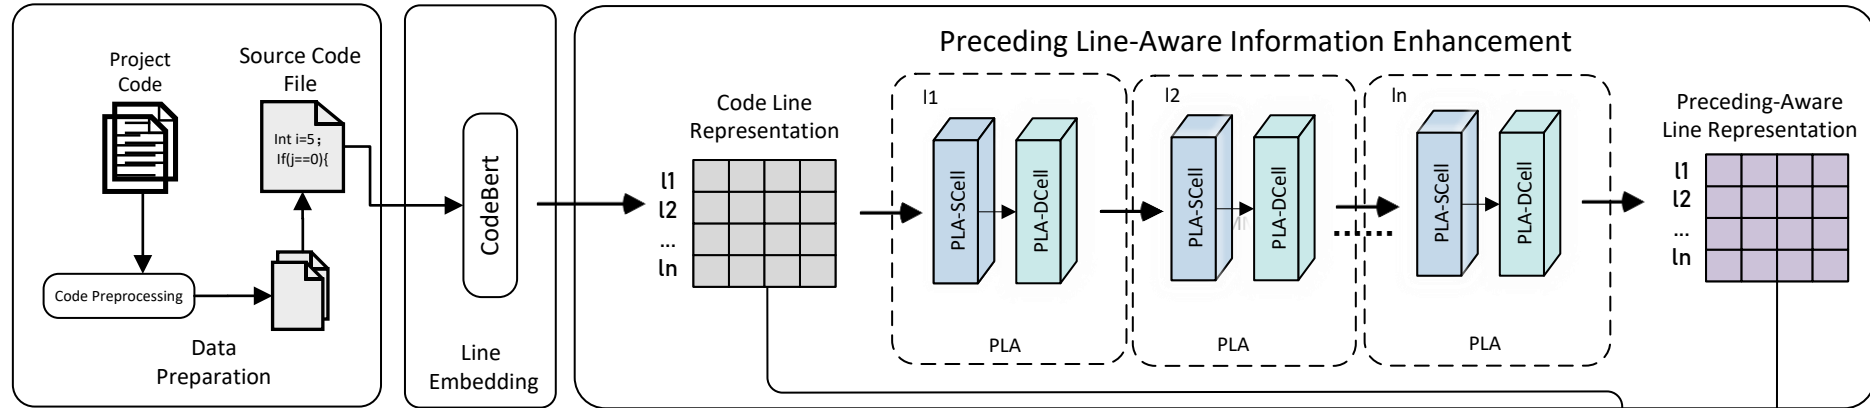 Project
Code
Source Code
File
Int i=5;
If(j==0){
Code Preprocessing
Data
Preparation
CodeBert
Line
Embedding
Preceding Line-Aware Information Enhancement
Code Line
Representation
l1
l2
...
ln
l1
PLA-SCell
PLA-DCell
PLA
l2
PLA-SCell
PLA-DCell
PLA
ln
PLA-SCell
PLA-DCell
PLA
Preceding-Aware
Line Representation
l1
l2
...
ln